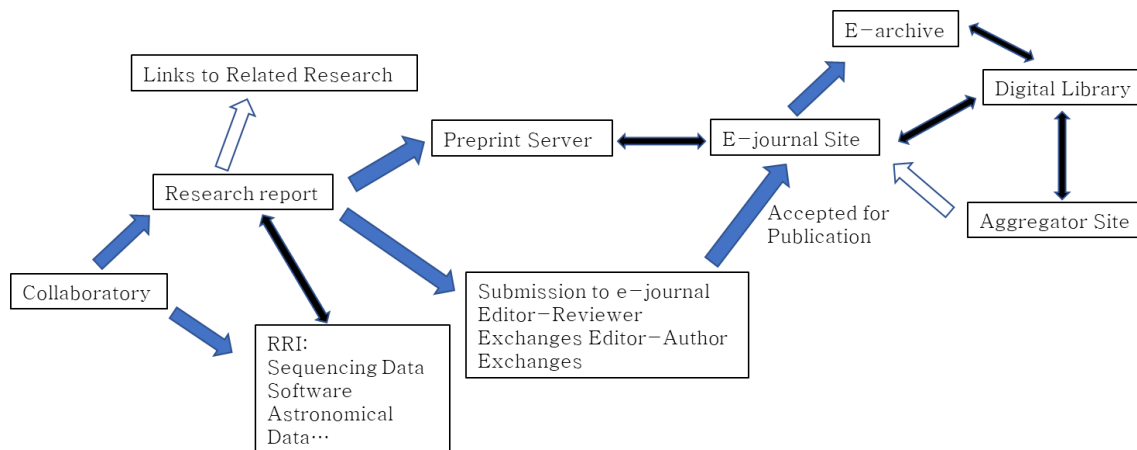 E-archive
Links to Related Research
Digital Library
Preprint Server
E-journal Site
Research report
Accepted for
Publication
Aggregator Site
Collaboratory
Submission to e-journal
Editor-Reviewer
Exchanges Editor-Author
Exchanges
RRI:
Sequencing Data
Software
Astronomical
Data…